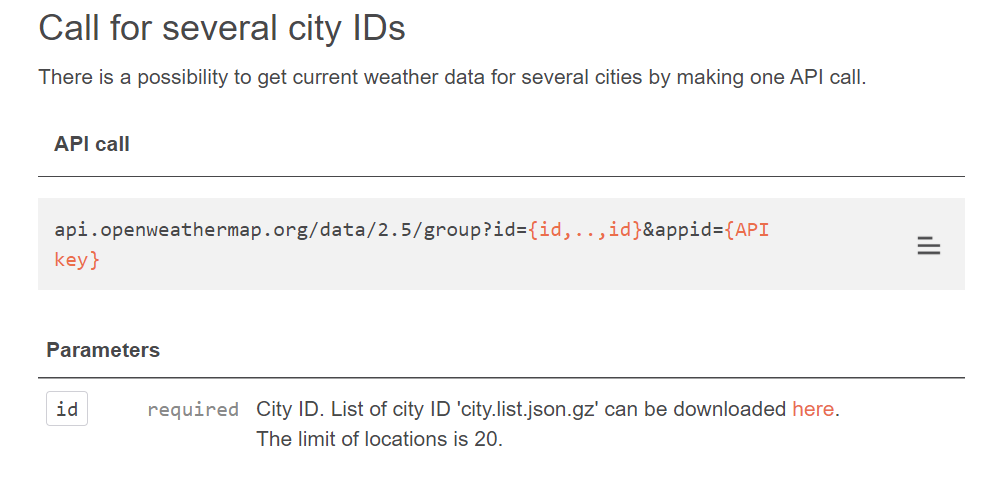 Call for several city IDs
There is a possibility to get current weather data for several cities by making one API call.
API call
api.openweathermap.org/data/2.5/group?id={id,..,id}&appid={API
key}
Parameters
id required City ID. List of city ID 'city.list.json.gz' can be downloaded here.
The limit of locations is 20.